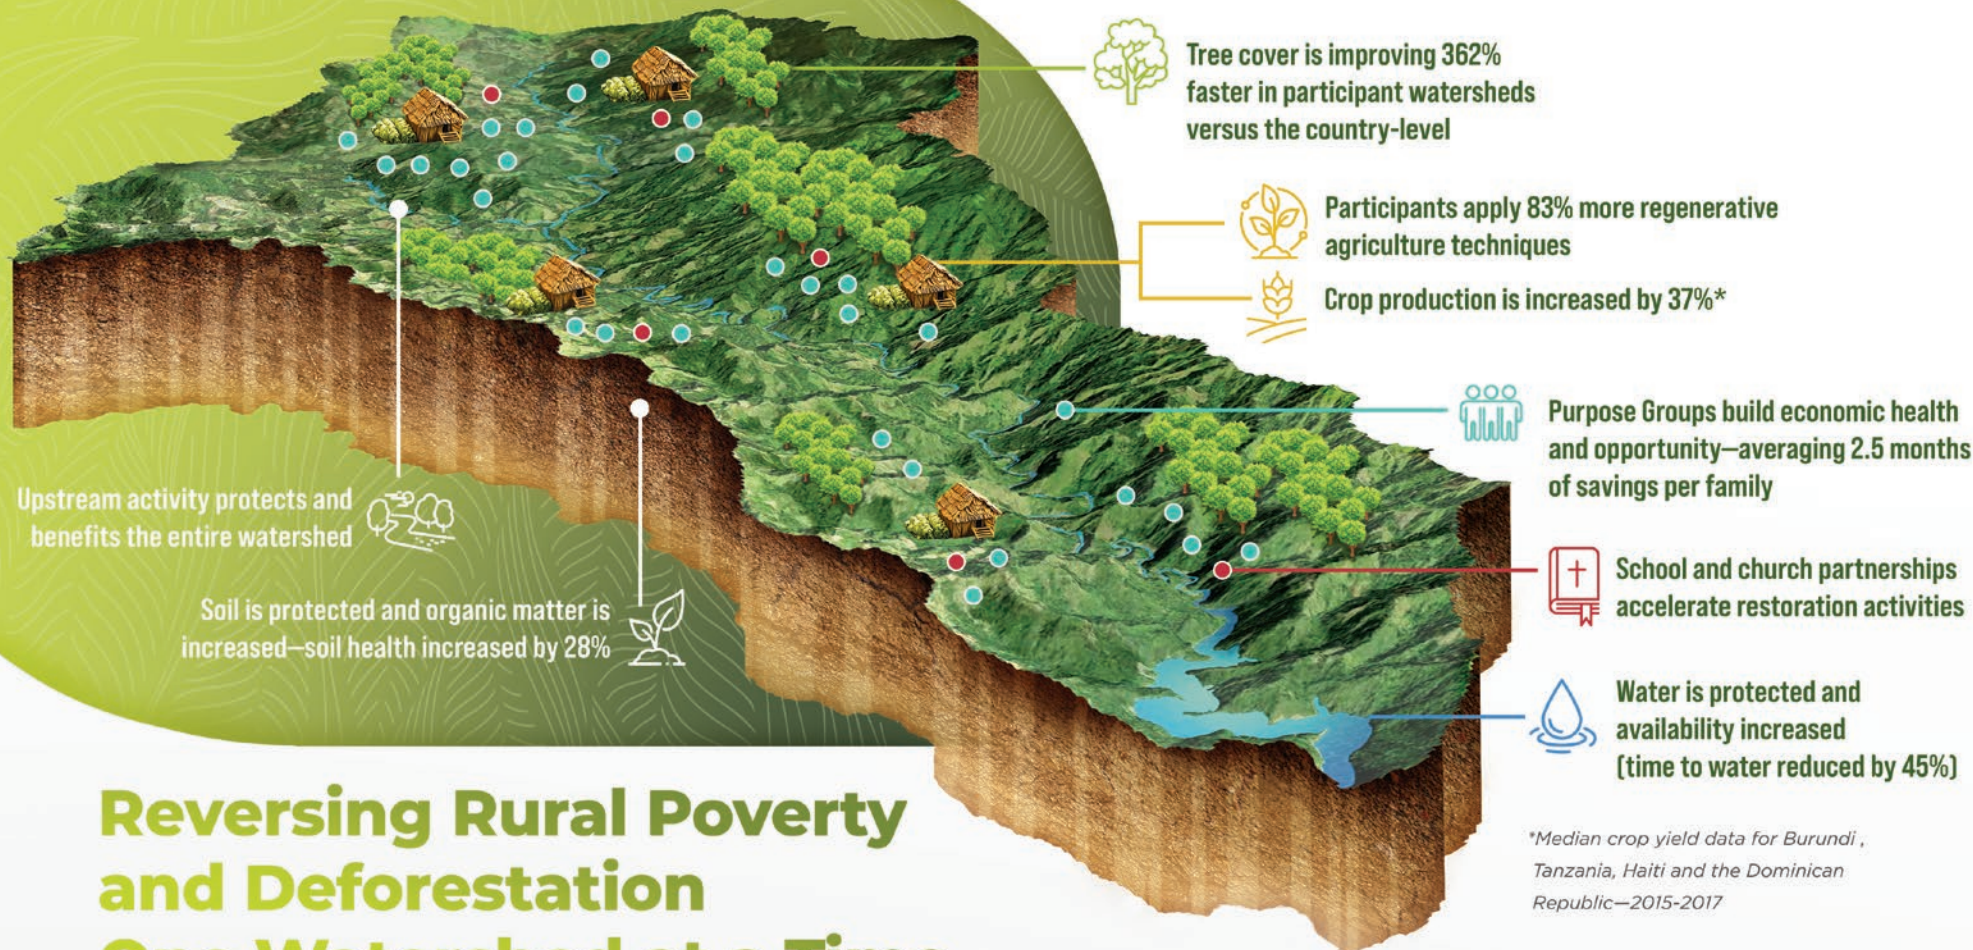 Tree cover is improving 362%
faster in participant watersheds
versus the country-level
Participants apply 83% more regenerative
agriculture techniques
Crop production is increased by 37%*
Purpose Groups build economic health
and opportunity—averaging 2.5 months
of savings per family
School and church partnerships
accelerate restoration activities
Water is protected and
availability increased
(time to water reduced by 45%)
Upstream activity protects and
benefits the entire watershed
Soil is protected and organic matter is
increased—soil health increased by 28%
Reversing Rural Poverty
and Deforestation
One Watershed at a Time
*Median crop yield data for Burundi ,
Tanzania, Haiti and the Dominican
Republic—2015-2017